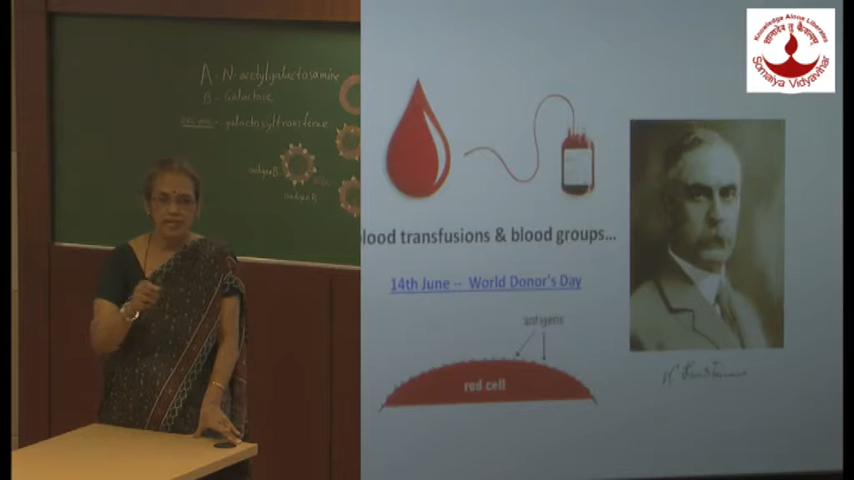 A - N-acetylgalactosamine
B - Galactose
galactosyltransferase
antigen B
lood transfusions & blood groups...
14th June -- World Donor's Day
antigens
red cell
Knowledge Alone Liberates
Somaiya Vidyavihar